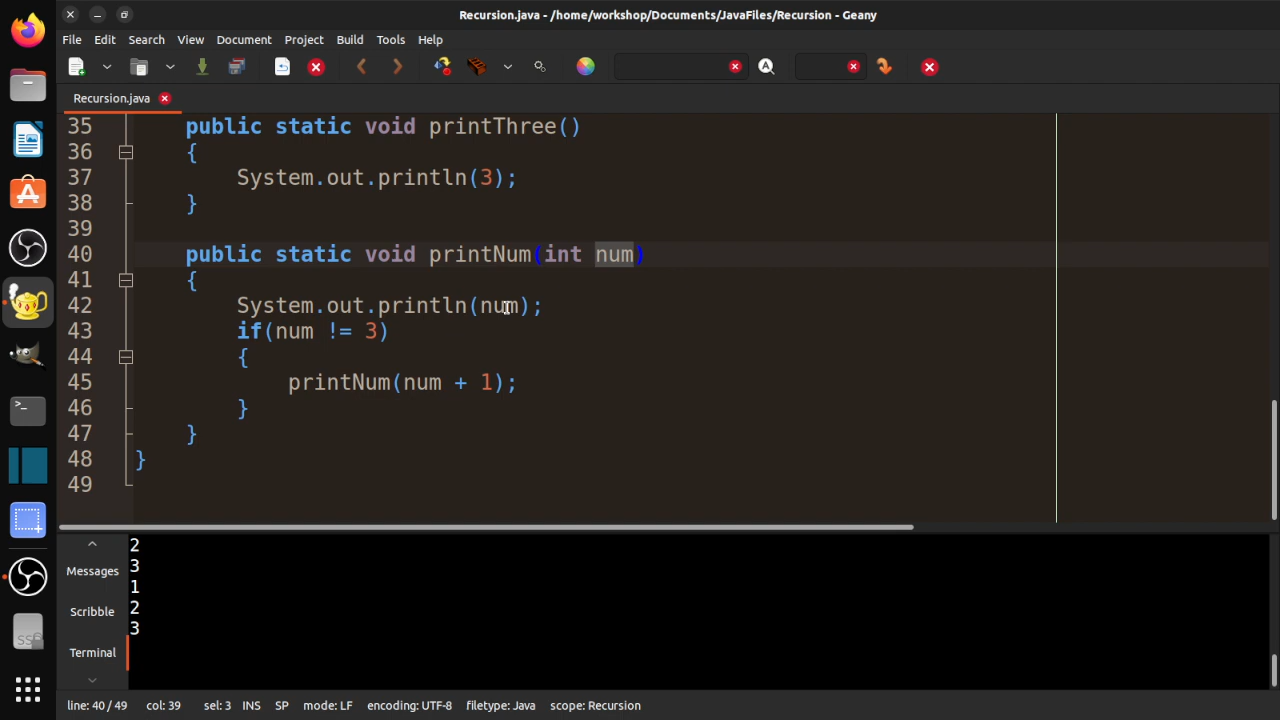 Recursion.java - /home/workshop/Documents/JavaFiles/Recursion - Geany
File Edit Search View Document Project Build Tools Help
Recursion.java
35 public static void printThree()
36 {
37 System.out.println(3);
38 }
39
40 public static void printNum(int num)
41 {
42 System.out.println(num);
43 if(num != 3)
44 {
45 printNum(num + 1);
46 }
47 }
48 }
49
Messages
Scribble
Terminal
2
3
1
2
3
line: 40 / 49 col: 39 sel: 3 INS SP mode: LF encoding: UTF-8 filetype: Java scope: Recursion